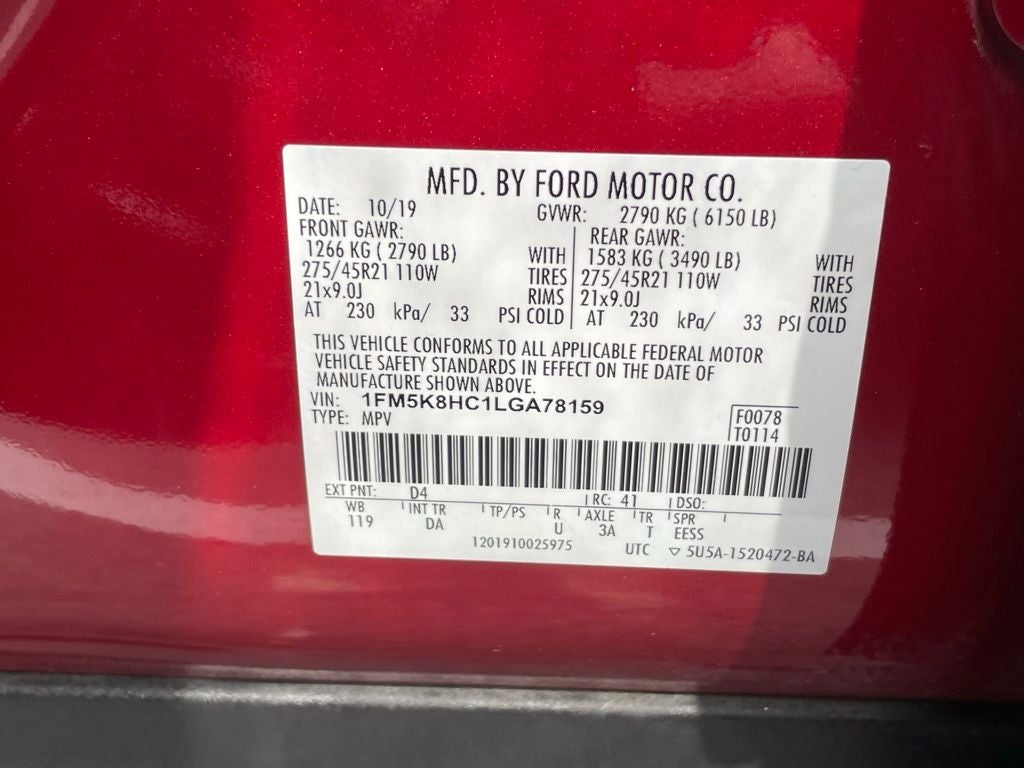 MFD. BY FORD MOTOR CO.
DATE: 10/19 GVWR: 2790 KG ( 6150 LB)
FRONT GAWR: REAR GAWR:
1266 KG ( 2790 LB) WITH 1583 KG ( 3490 LB) WITH
275/45R21 110W TIRES 275/45R21 110W TIRES
21x9.0J RIMS 21x9.0J RIMS
AT 230 kPa/ 33 PSI COLD AT 230 kPa/ 33 PSI COLD
THIS VEHICLE CONFORMS TO ALL APPLICABLE FEDERAL MOTOR
VEHICLE SAFETY STANDARDS IN EFFECT ON THE DATE OF
MANUFACTURE SHOWN ABOVE.
VIN: 1FM5K8HC1LGA78159
TYPE: MPV
F0078
T0114
EXT PNT: D4 RC: 41 DSO:
WB INT TR TP/PS R AXLE TR SPR
119 DA U 3A T EESS
1201910025975 UTC ▽ 5U5A-1520472-BA